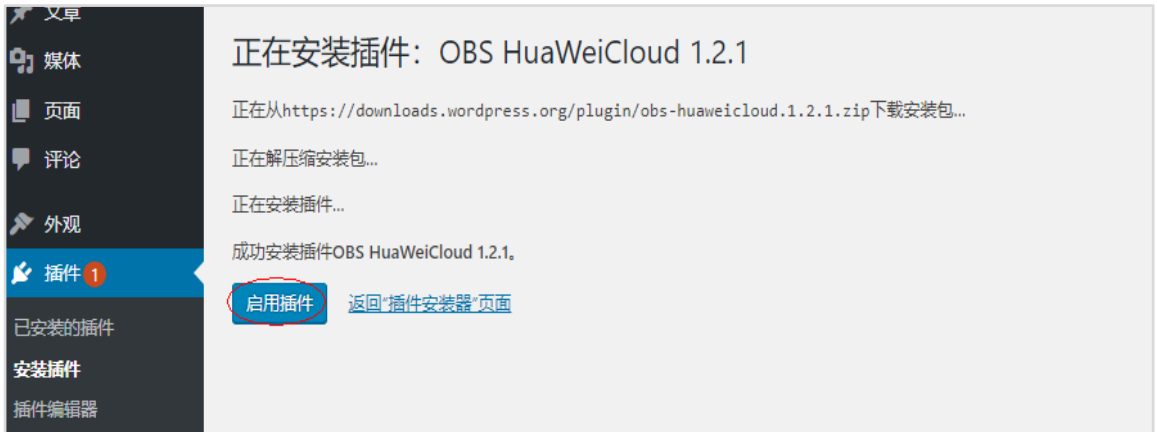 文章
媒体
页面
评论
外观
插件 1
已安装的插件
安装插件
插件编辑器
正在安装插件：OBS HuaWeiCloud 1.2.1
正在从https://downloads.wordpress.org/plugin/obs-huaweicloud.1.2.1.zip下载安装包…
正在解压缩安装包…
正在安装插件…
成功安装插件OBS HuaWeiCloud 1.2.1。
启用插件 返回“插件安装器”页面